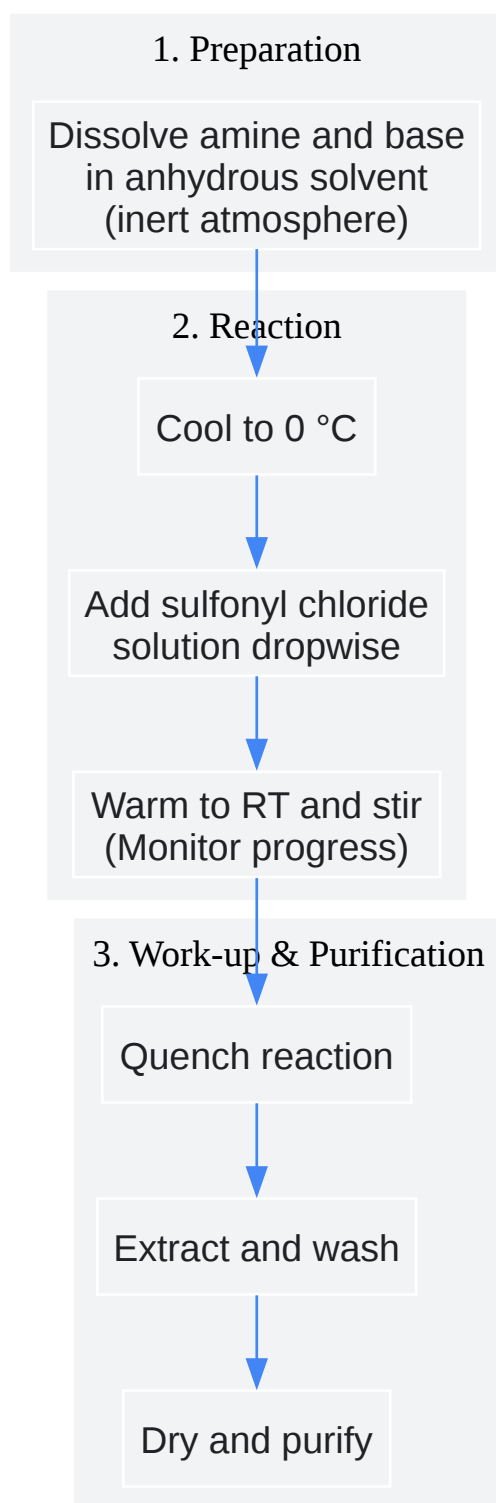 1. Preparation
Dissolve amine and base
in anhydrous solvent
(inert atmosphere)
2. Reaction
Cool to 0 °C
Add sulfonyl chloride
solution dropwise
Warm to RT and stir
(Monitor progress)
3. Work-up & Purification
Quench reaction
Extract and wash
Dry and purify